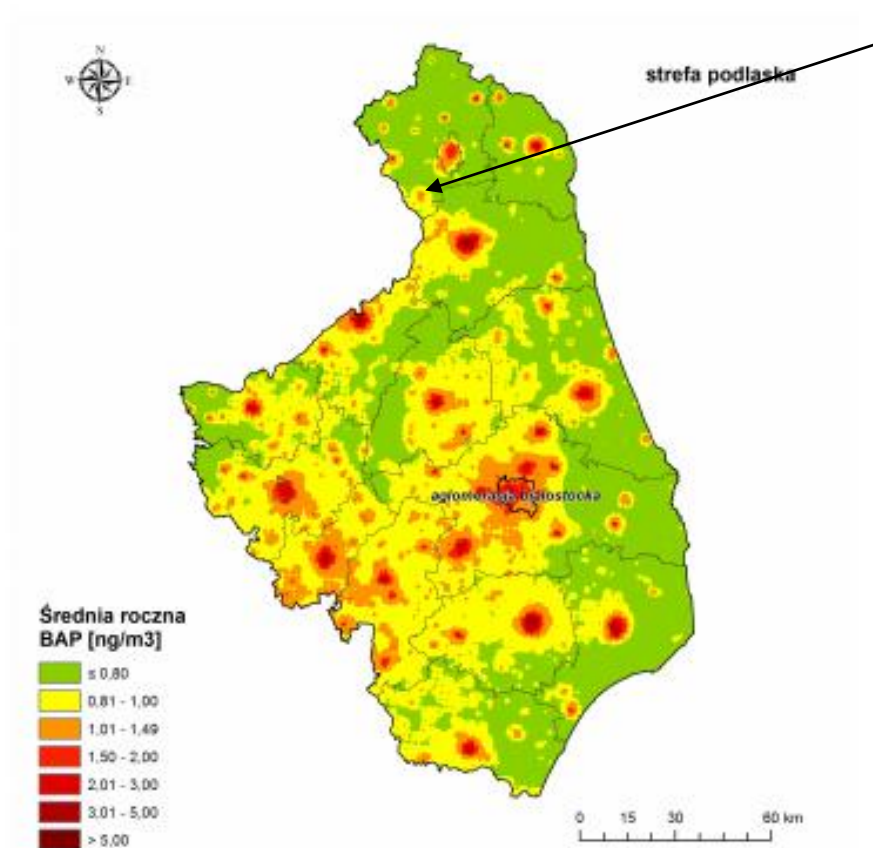 N
W E
S
strefa podlaska
aglomeracja białostocka
Średnia roczna
BAP [ng/m3]
≤ 0,80
0,81 - 1,00
1,01 - 1,49
1,50 - 2,00
2,01 - 3,00
3,01 - 5,00
> 5,00
0 15 30 60 km